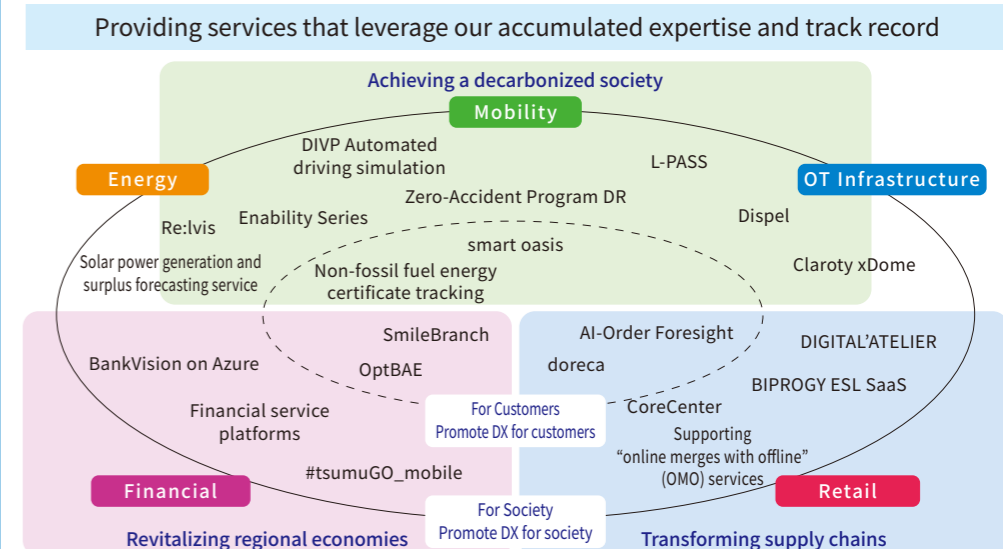 Providing services that leverage our accumulated expertise and track record
Achieving a decarbonized society
Mobility
DIVP Automated
driving simulation
L-PASS
Energy
OT Infrastructure
Zero-Accident Program DR
Re:lvis
Enability Series
Dispel
smart oasis
Solar power generation and
surplus forecasting service
Non-fossil fuel energy
certificate tracking
Claroty xDome
SmileBranch
AI-Order Foresight
DIGITAL’ATELIER
BankVision on Azure
OptBAE
doreca
BIPROGY ESL SaaS
Financial service
platforms
For Customers
Promote DX for customers
CoreCenter
Supporting
“online merges with offline”
(OMO) services
#tsumuGO_mobile
Financial
Retail
For Society
Promote DX for society
Revitalizing regional economies
Transforming supply chains